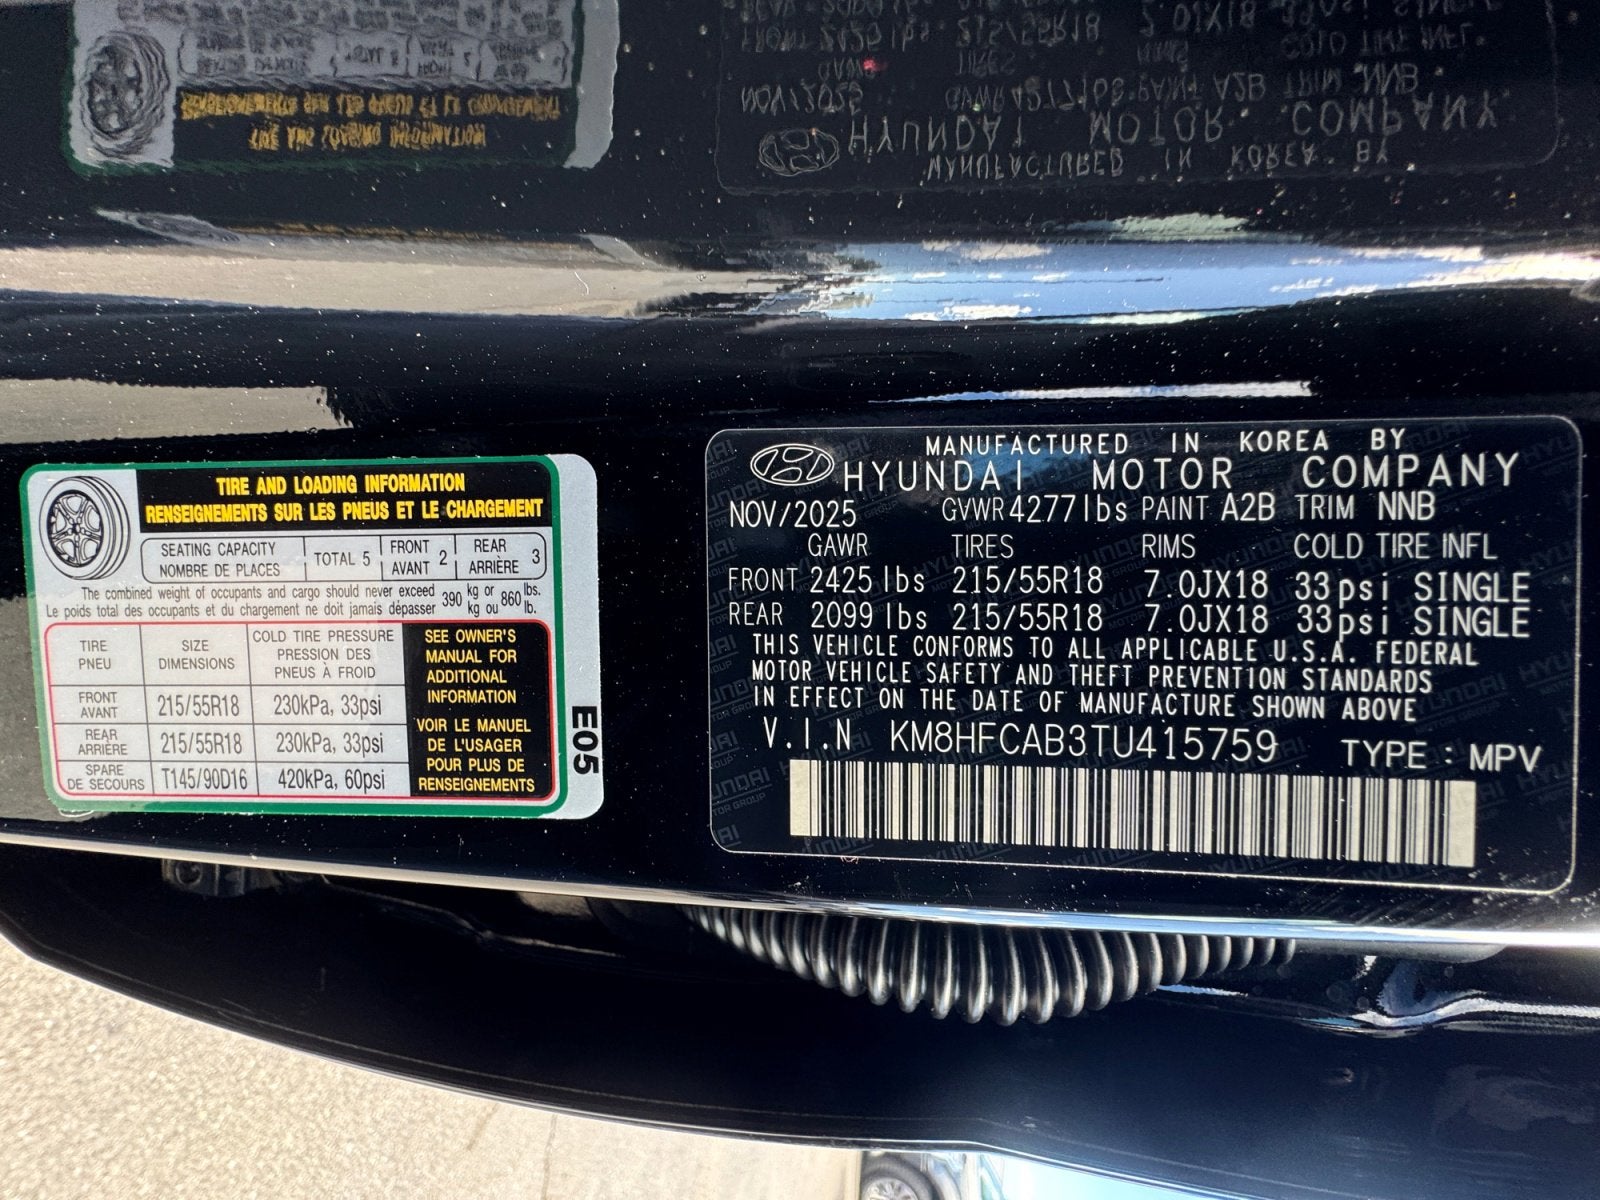 TIRE AND LOADING INFORMATION
RENSEIGNEMENTS SUR LES PNEUS ET LE CHARGEMENT
SEATING CAPACITY
NOMBRE DE PLACES
TOTAL 5
FRONT
AVANT 2
REAR
ARRIÈRE 3
The combined weight of occupants and cargo should never exceed 390 kg or 860 lbs.
Le poids total des occupants et du chargement ne doit jamais dépasser kg ou lb.
TIRE
PNEU
SIZE
DIMENSIONS
COLD TIRE PRESSURE
PRESSION DES
PNEUS À FROID
FRONT
AVANT
215/55R18
230kPa, 33psi
REAR
ARRIÈRE
215/55R18
230kPa, 33psi
SPARE
DE SECOURS
T145/90D16
420kPa, 60psi
SEE OWNER'S
MANUAL FOR
ADDITIONAL
INFORMATION
VOIR LE MANUEL
DE L'USAGER
POUR PLUS DE
RENSEIGNEMENTS
E05
MANUFACTURED IN KOREA BY
HYUNDAI MOTOR COMPANY
NOV/2025 GVWR 4277lbs PAINT A2B TRIM NNB
GAWR TIRES RIMS COLD TIRE INFL
FRONT 2425 lbs 215/55R18 7.0JX18 33psi SINGLE
REAR 2099 lbs 215/55R18 7.0JX18 33psi SINGLE
THIS VEHICLE CONFORMS TO ALL APPLICABLE U.S.A. FEDERAL
MOTOR VEHICLE SAFETY AND THEFT PREVENTION STANDARDS
IN EFFECT ON THE DATE OF MANUFACTURE SHOWN ABOVE
V.I.N KM8HFCAB3TU415759 TYPE : MPV